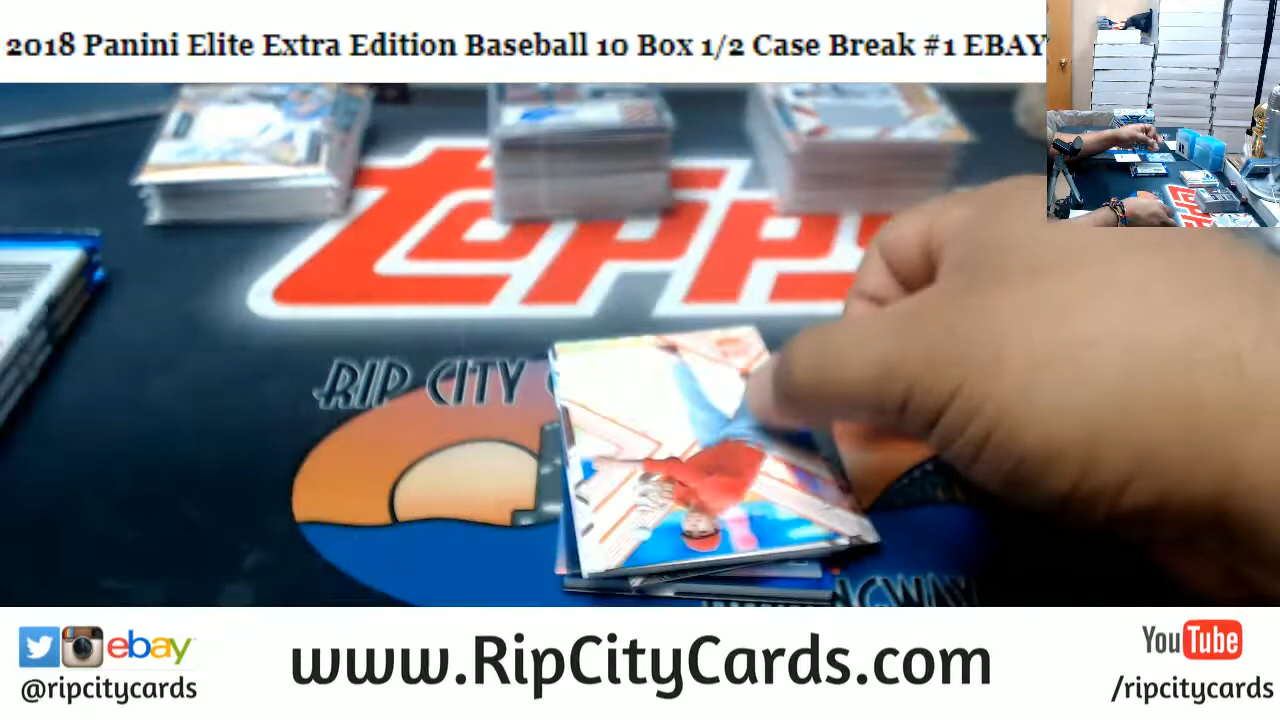 2018 Panini Elite Extra Edition Baseball 10 Box 1/2 Case Break #1 EBAY
topps
RIP CITY
ebay
@ripcitycards
www.RipCityCards.com
YouTube
/ripcitycards